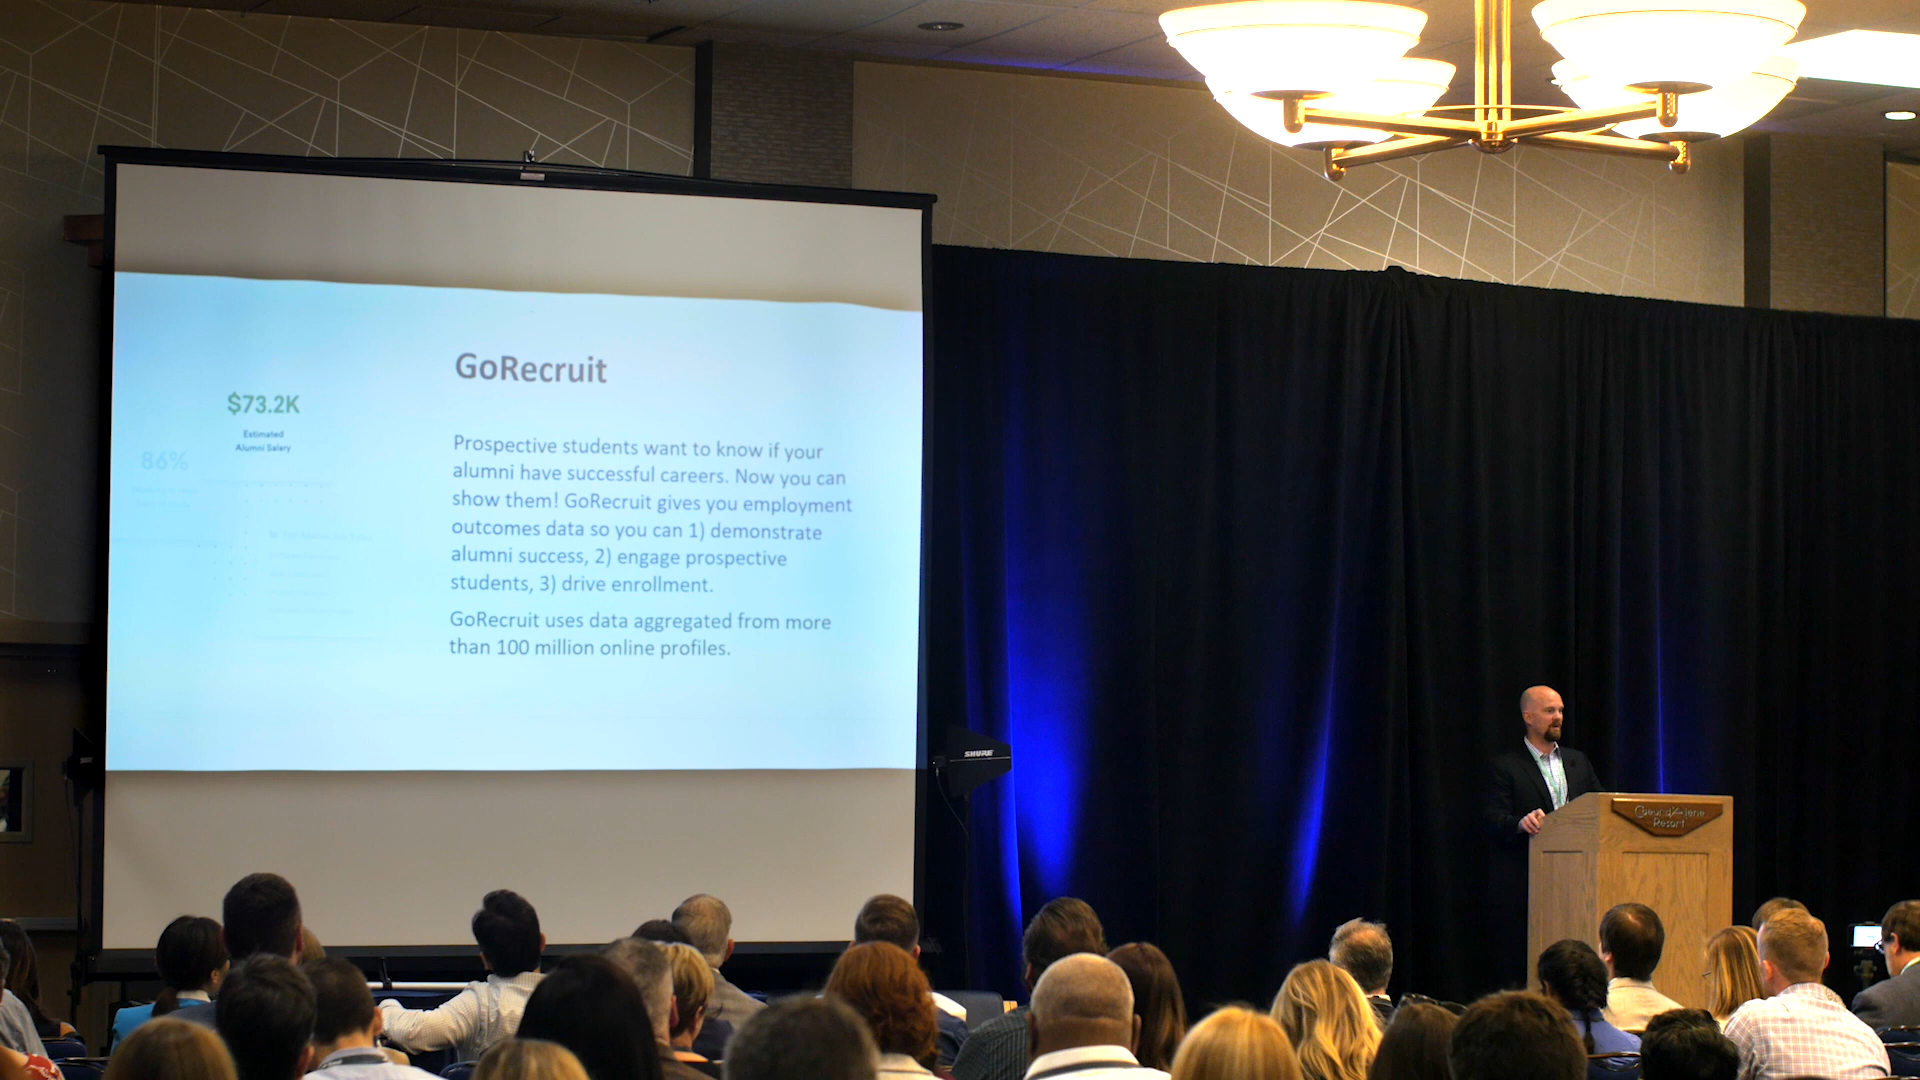 GoRecruit
$73.2K
Estimated
Alumni Salary
86%
Prospective students want to know if your
alumni have successful careers. Now you can
show them! GoRecruit gives you employment
outcomes data so you can 1) demonstrate
alumni success, 2) engage prospective
students, 3) drive enrollment.
GoRecruit uses data aggregated from more
than 100 million online profiles.
SHURE
Resort